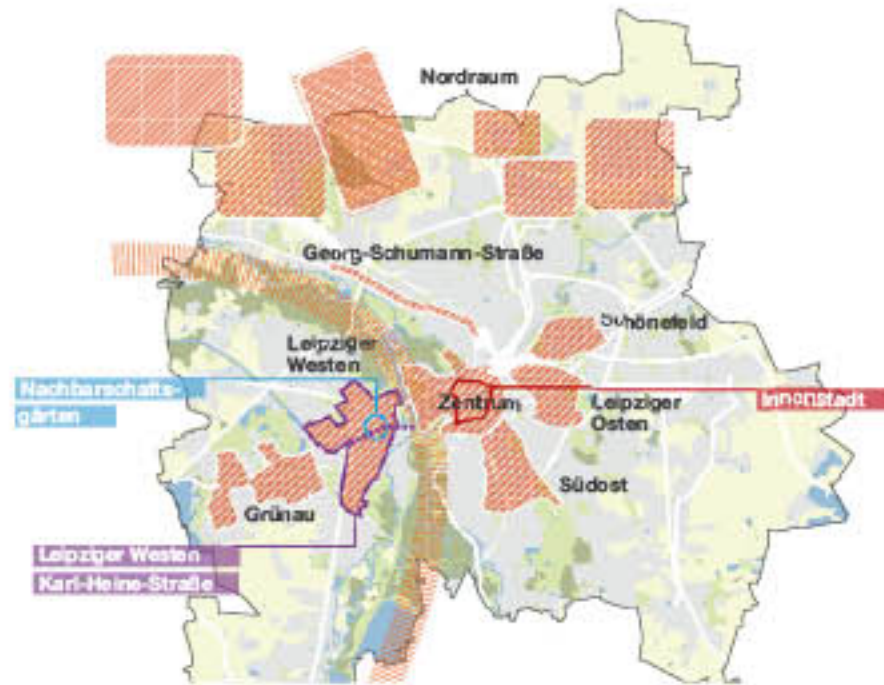 Nordraum
Georg-Schumann-Straße
Schönefeld
Leipziger
Westen
Nachbarschafts-
gärten
Zentrum
Innenstadt
Leipziger
Osten
Südost
Grünau
Leipziger Westen
Karl-Heine-Straße